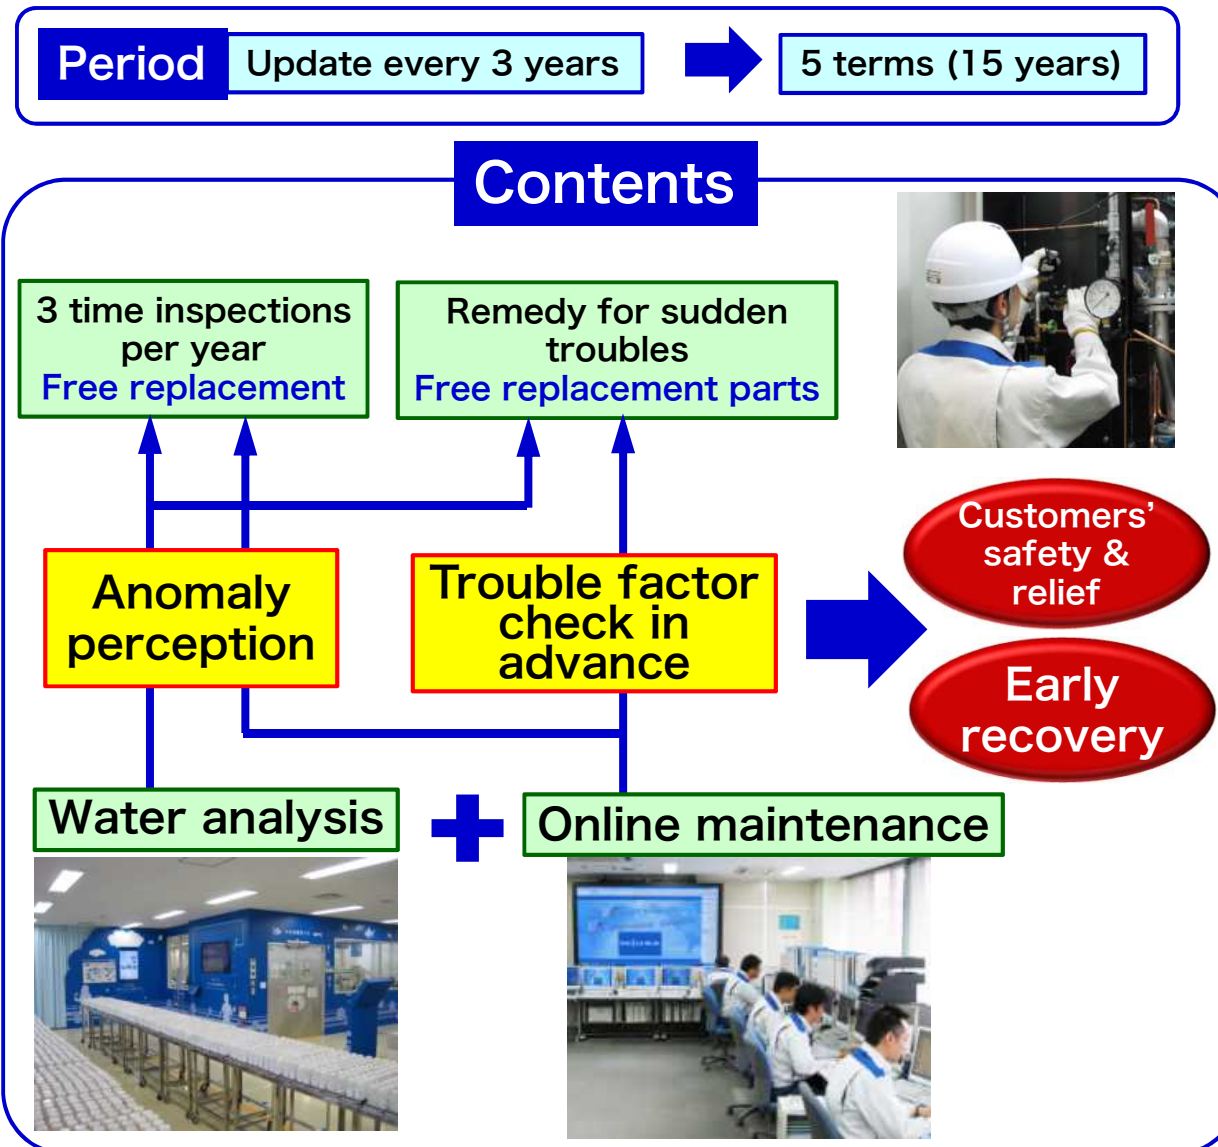 Period
Update every 3 years
5 terms (15 years)
Contents
3 time inspections
per year
Free replacement
Remedy for sudden
troubles
Free replacement parts
Anomaly
perception
Trouble factor
check in
advance
Customers’
safety &
relief
Early
recovery
Water analysis
Online maintenance